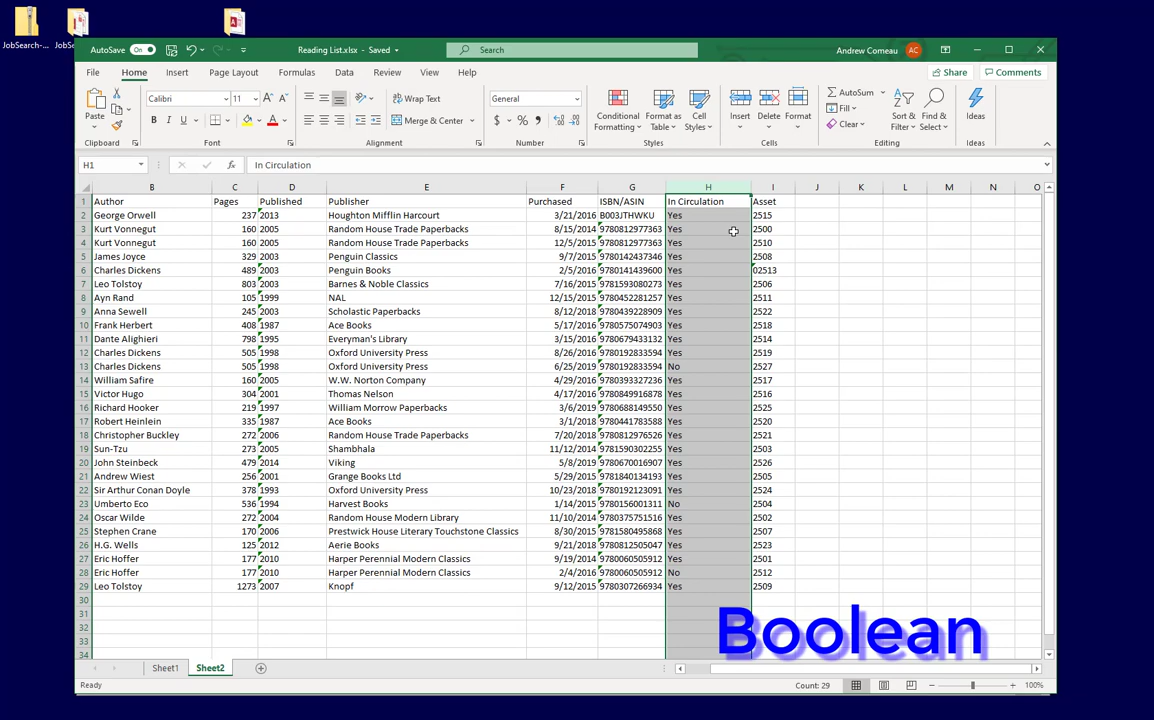 JobSearch-...
JobSe
AutoSave On Reading List.xlsx - Saved Search Andrew Comeau AC
File Home Insert Page Layout Formulas Data Review View Help Share Comments
Calibri 11 A A Wrap Text General AutoSum
Paste B I U A Merge & Center $ % Conditional Formatting Format as Table Cell Styles Insert Delete Format Fill Clear Sort & Filter Find & Select Ideas
Clipboard Font Alignment Number Styles Cells Editing Ideas
H1 fx In Circulation
B C D E F G H I J K L M N O
1 Author Pages Published Publisher Purchased ISBN/ASIN In Circulation Asset
2 George Orwell 237 2013 Houghton Mifflin Harcourt 3/21/2016 B003JTHWKU Yes 2515
3 Kurt Vonnegut 160 2005 Random House Trade Paperbacks 8/15/2014 9780812977363 Yes 2500
4 Kurt Vonnegut 160 2005 Random House Trade Paperbacks 12/5/2015 9780812977363 Yes 2510
5 James Joyce 329 2003 Penguin Classics 9/7/2015 9780142437346 Yes 2508
6 Charles Dickens 489 2003 Penguin Books 2/5/2016 9780141439600 Yes 02513
7 Leo Tolstoy 803 2003 Barnes & Noble Classics 7/16/2015 9781593080273 Yes 2506
8 Ayn Rand 105 1999 NAL 12/15/2015 9780452281257 Yes 2511
9 Anna Sewell 245 2003 Scholastic Paperbacks 8/12/2018 9780439228909 Yes 2522
10 Frank Herbert 408 1987 Ace Books 5/17/2016 9780575074903 Yes 2518
11 Dante Alighieri 798 1995 Everyman's Library 3/15/2016 9780679433132 Yes 2514
12 Charles Dickens 505 1998 Oxford University Press 8/26/2016 9780192833594 Yes 2519
13 Charles Dickens 505 1998 Oxford University Press 6/25/2019 9780192833594 No 2527
14 William Safire 160 2005 W.W. Norton Company 4/29/2016 9780393327236 Yes 2517
15 Victor Hugo 304 2001 Thomas Nelson 4/17/2016 9780849916878 Yes 2516
16 Richard Hooker 219 1997 William Morrow Paperbacks 3/6/2019 9780688149550 Yes 2525
17 Robert Heinlein 335 1987 Ace Books 3/1/2018 9780441783588 Yes 2520
18 Christopher Buckley 272 2006 Random House Trade Paperbacks 7/20/2018 9780812976526 Yes 2521
19 Sun-Tzu 273 2005 Shambhala 11/12/2014 9781590302255 Yes 2503
20 John Steinbeck 479 2014 Viking 5/8/2019 9780670016907 Yes 2526
21 Andrew Wiest 256 2001 Grange Books Ltd 5/29/2015 9781840134193 Yes 2505
22 Sir Arthur Conan Doyle 378 1993 Oxford University Press 10/23/2018 9780192123091 Yes 2524
23 Umberto Eco 536 1994 Harvest Books 1/14/2015 9780156001311 No 2504
24 Oscar Wilde 272 2004 Random House Modern Library 11/10/2014 9780375751516 Yes 2502
25 Stephen Crane 170 2006 Prestwick House Literary Touchstone Classics 8/30/2015 9781580495868 Yes 2507
26 H.G. Wells 125 2012 Aerie Books 9/21/2018 9780812505047 Yes 2523
27 Eric Hoffer 177 2010 Harper Perennial Modern Classics 9/19/2014 9780060505912 Yes 2501
28 Eric Hoffer 177 2010 Harper Perennial Modern Classics 2/4/2016 9780060505912 No 2512
29 Leo Tolstoy 1273 2007 Knopf 9/12/2015 9780307266934 Yes 2509
30
31
32
33
34
Boolean
Sheet1 Sheet2
Ready Count: 29 100%